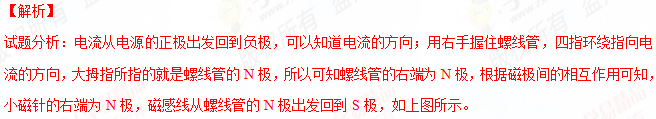 【解析】
试题分析：电流从电源的正极出发回到负极，可以知道电流的方向；用右手握住螺线管，四指环绕指向电
流的方向，大拇指所指的就是螺线管的 N 极，所以可知螺线管的右端为 N 极，根据磁极间的相互作用可知，
小磁针的右端为 N 极，磁感线从螺线管的 N 极出发回到 S 极，如上图所示。